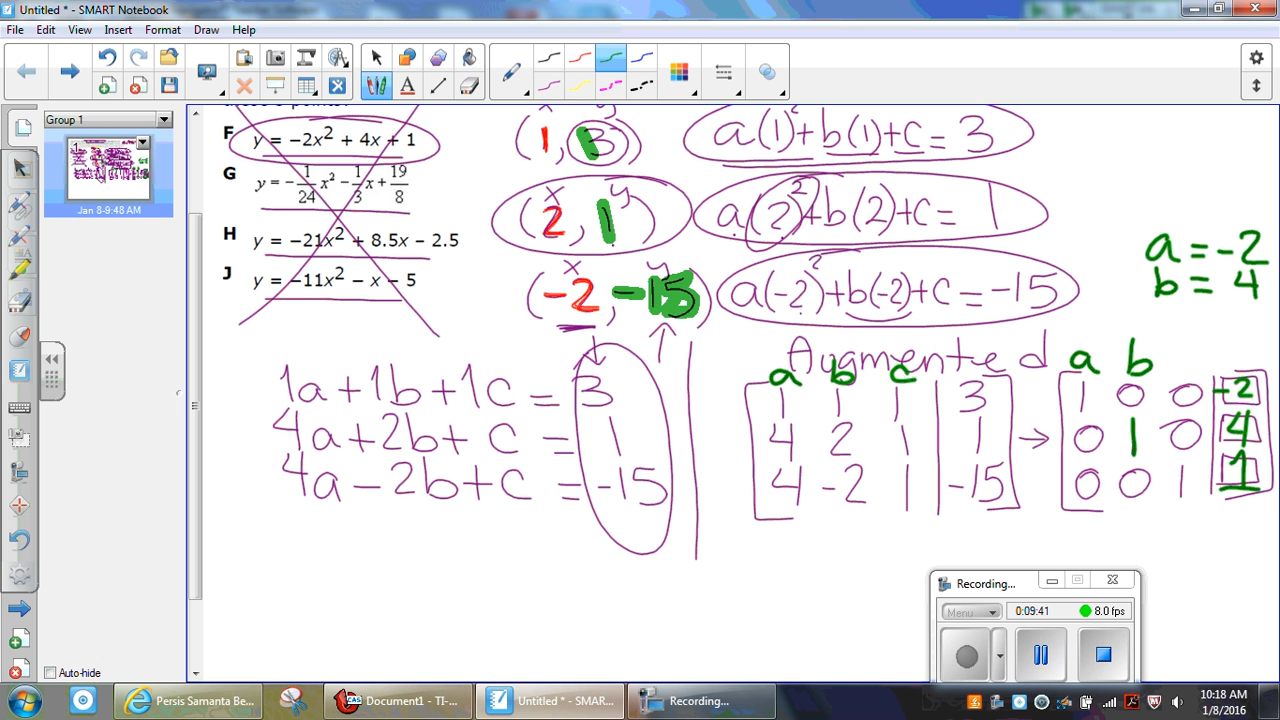 Untitled * - SMART Notebook
File Edit View Insert Format Draw Help
Group 1
Jan 8-9:48 AM
Auto-hide
F y = −2x² + 4x + 1
G y = − 1/24 x² − 1/3 x + 19/8
H y = −21x² + 8.5x − 2.5
J y = −11x² − x − 5
x y
(1, 3) a(1)²+b(1)+c = 3
x y
(2, 1) a(2)²+b(2)+c = 1
x y
(-2, -15) a(-2)²+b(-2)+c = -15
a = -2
b = 4
1a+1b+1c = 3
4a+2b+c = 1
4a-2b+c = -15
Augmented
a b c
1 1 1 3
4 2 1 1
4 -2 1 -15
→
a b
1 0 0 -2
0 1 0 4
0 0 1 1
Recording...
Menu 0:09:41 8.0 fps
Persis Samanta Be...
Document1 - TI-...
Untitled * - SMAR...
Recording...
10:18 AM
1/8/2016